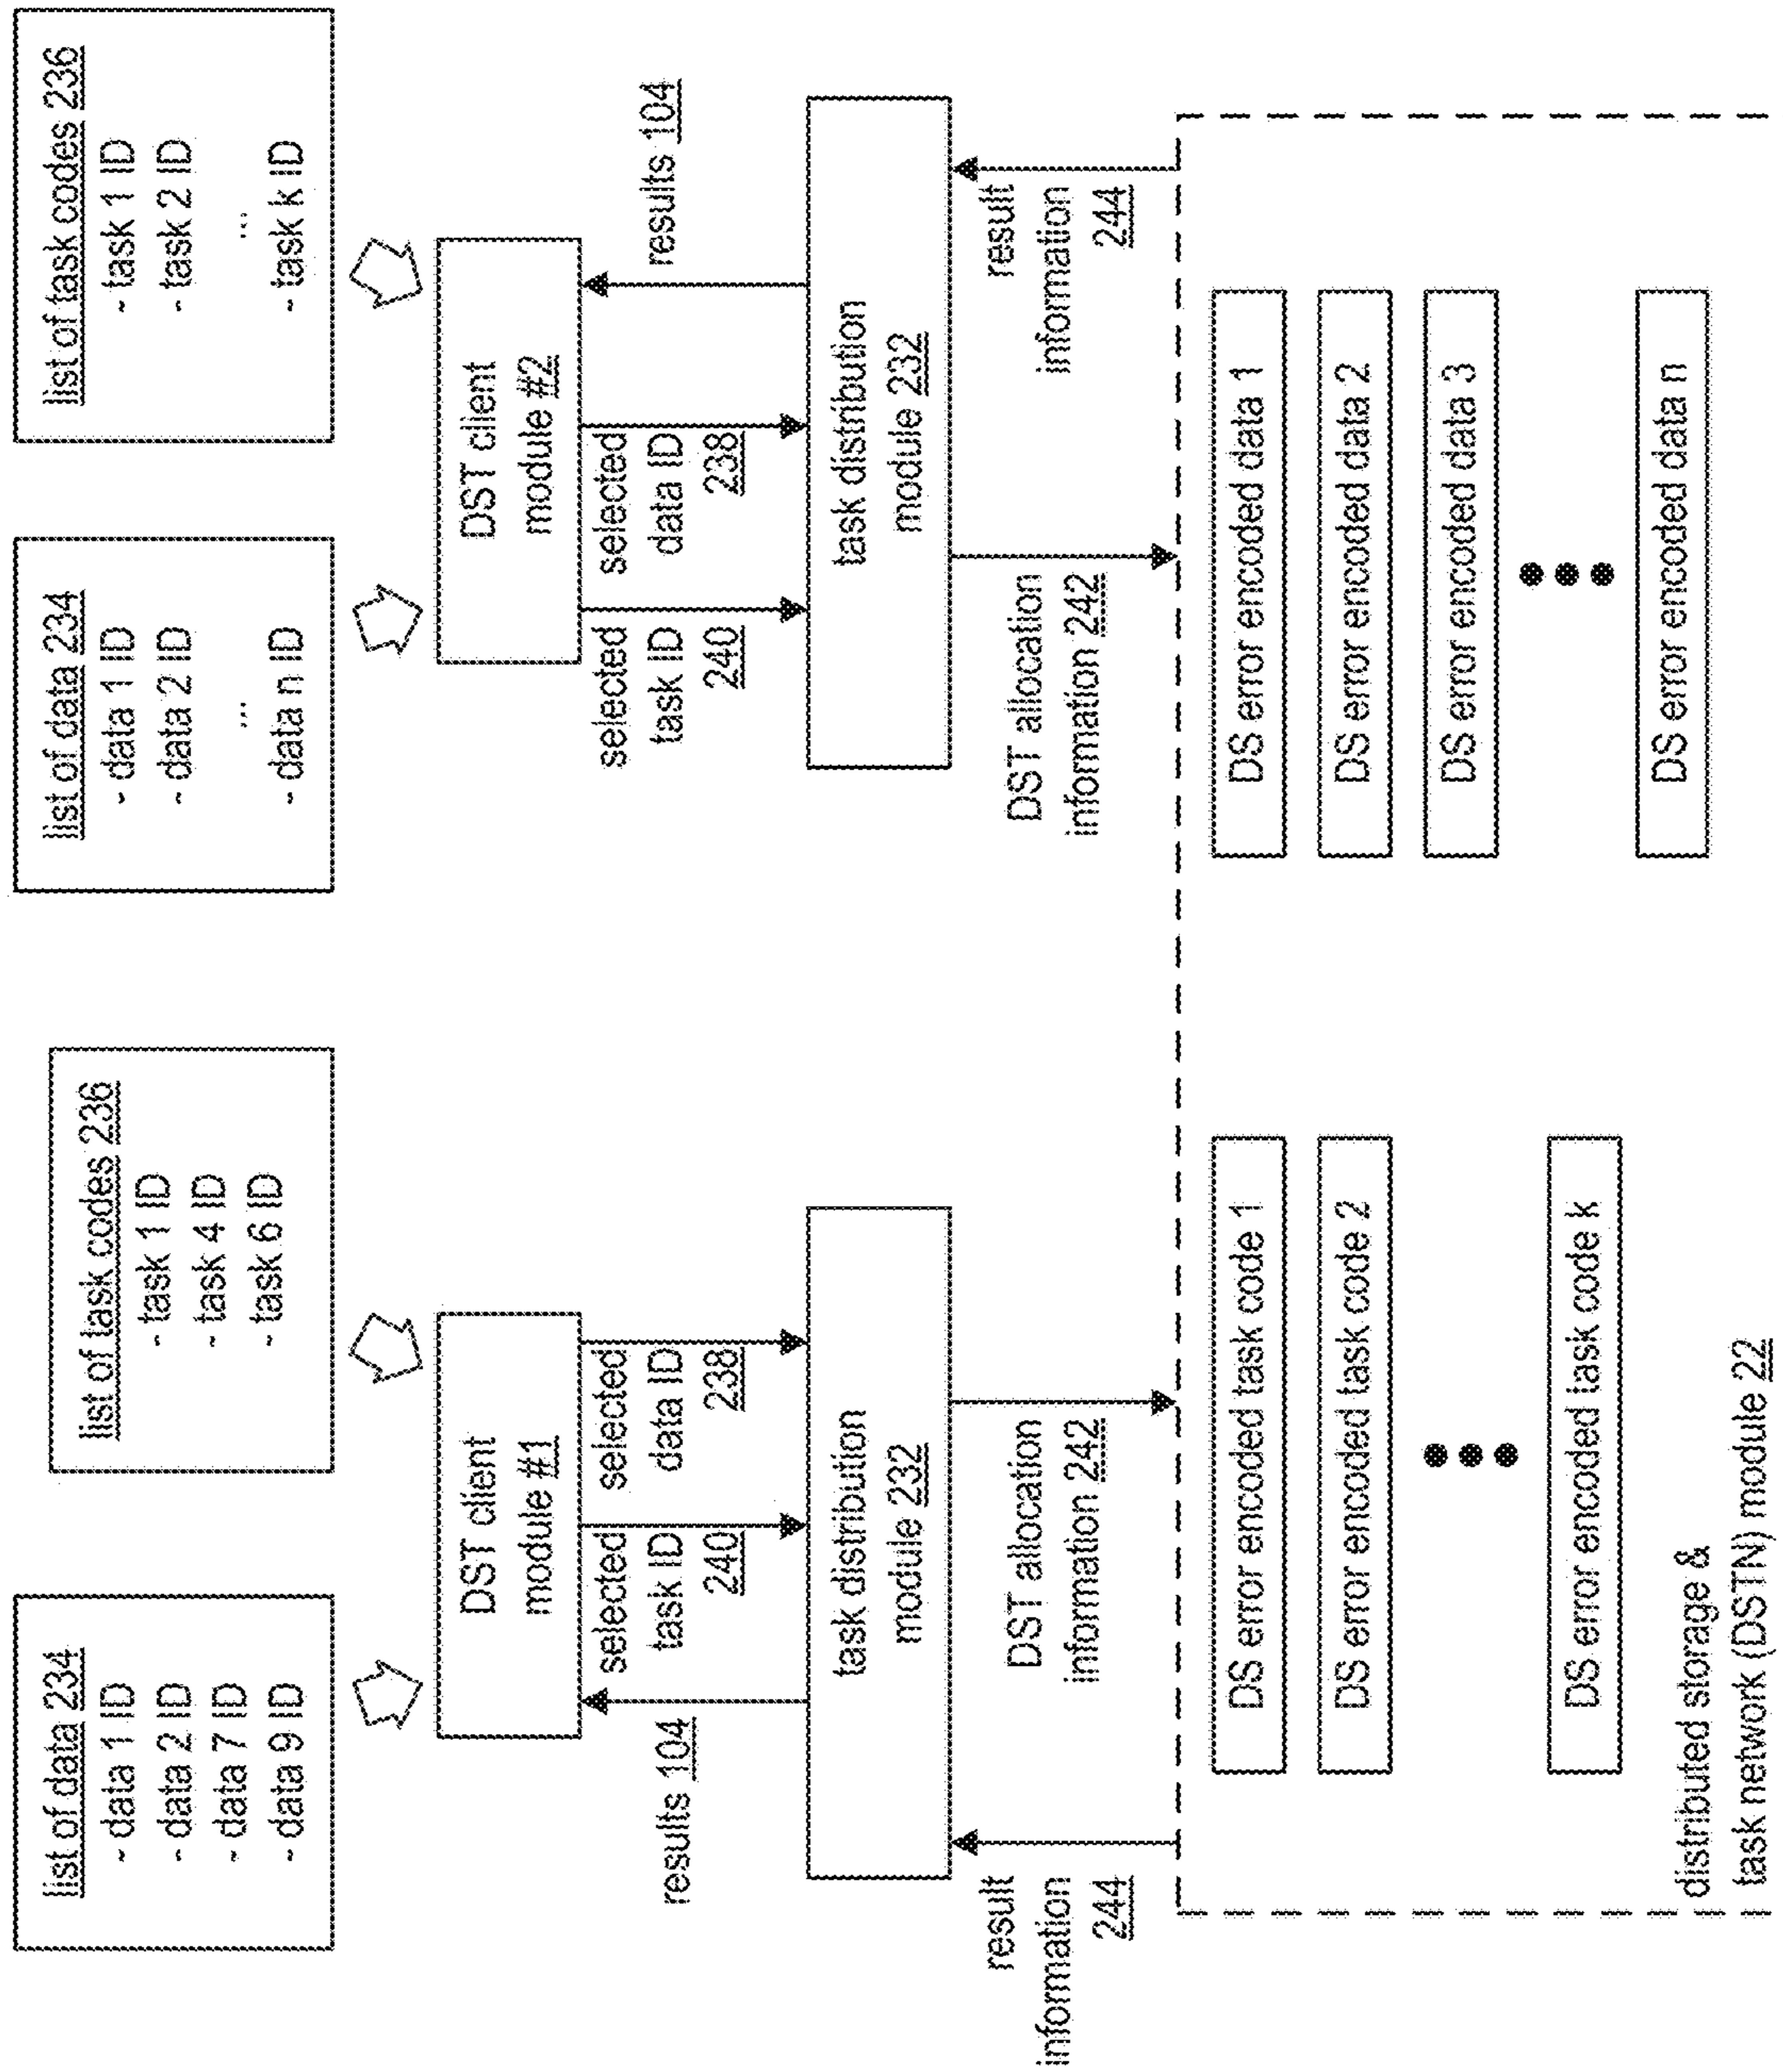 list of data 234
- data 1 ID
- data 2 ID
- data 7 ID
- data 9 ID
list of task codes 236
- task 1 ID
- task 4 ID
- task 6 ID
list of data 234
- data 1 ID
- data 2 ID
...
- data n ID
list of task codes 236
- task 1 ID
- task 2 ID
...
- task k ID
DST client
module #1
DST client
module #2
results 104
selected
task ID
240
selected
data ID
238
selected
task ID
240
selected
data ID
238
results 104
task distribution
module 232
task distribution
module 232
result
information
244
DST allocation
information 242
DST allocation
information 242
result
information
244
DS error encoded task code 1
DS error encoded task code 2
DS error encoded task code k
DS error encoded data 1
DS error encoded data 2
DS error encoded data 3
DS error encoded data n
distributed storage &
task network (DSTN) module 22